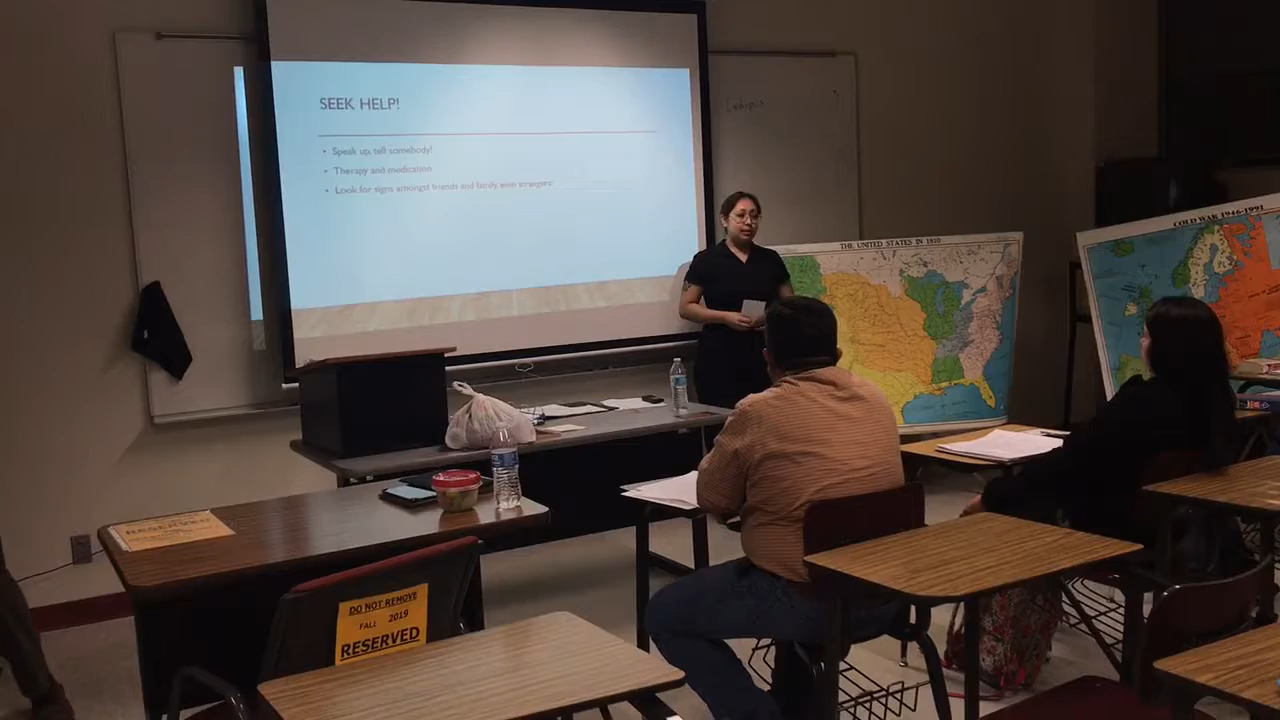 SEEK HELP!
• Speak up, tell somebody!
• Therapy and medication
• Look for signs amongst friends and family, even strangers
THE UNITED STATES IN 1810
COLD WAR 1946-1991
RESERVED
DO NOT REMOVE
FALL 2019
RESERVED